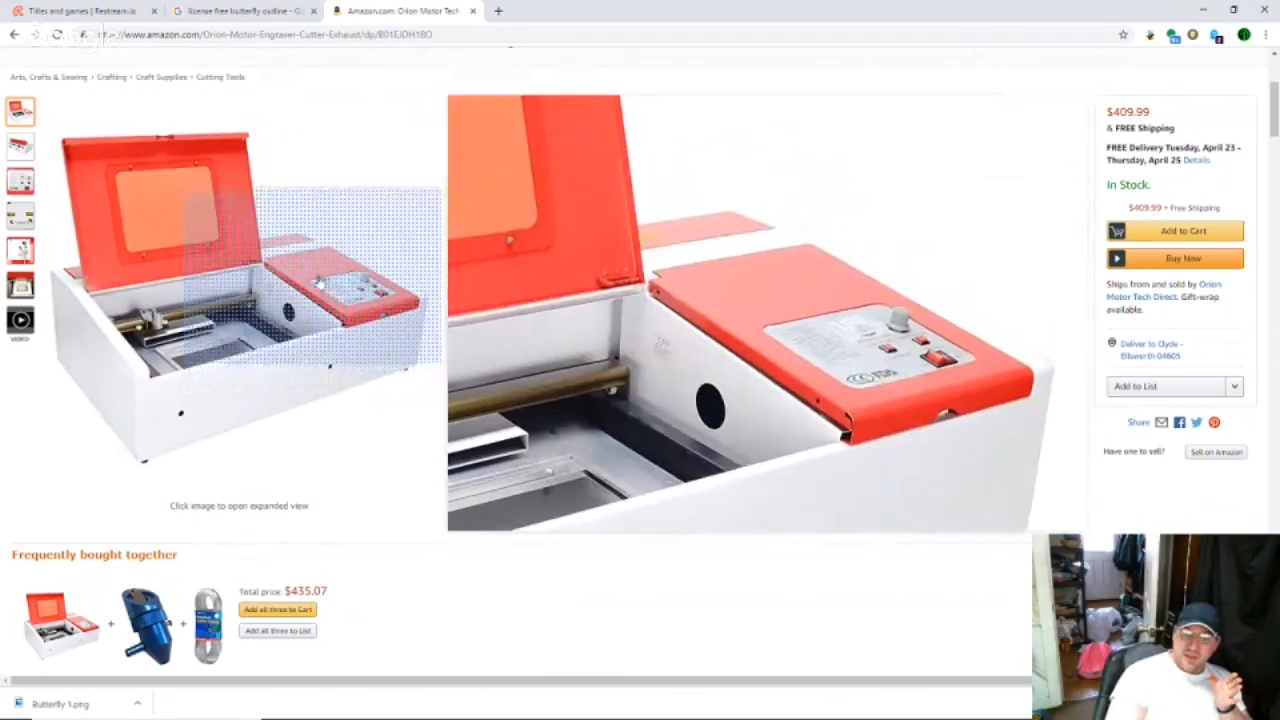 Titles and games | Restream.io
license free butterfly outline - G
Amazon.com: Orion Motor Tech
www.amazon.com/Orion-Motor-Engraver-Cutter-Exhaust/dp/B01EJDH1BO
Arts, Crafts & Sewing › Crafting › Craft Supplies › Cutting Tools
VIDEO
Click image to open expanded view
$409.99
& FREE Shipping
FREE Delivery Tuesday, April 23 -
Thursday, April 25 Details
In Stock.
$409.99 + Free Shipping
Add to Cart
Buy Now
Ships from and sold by Orion
Motor Tech Direct. Gift-wrap
available.
Deliver to Clyde -
Ellsworth 04605
Add to List
Share
Have one to sell?
Sell on Amazon
Frequently bought together
+
+
Total price: $435.07
Add all three to Cart
Add all three to List
Butterfly 1.png